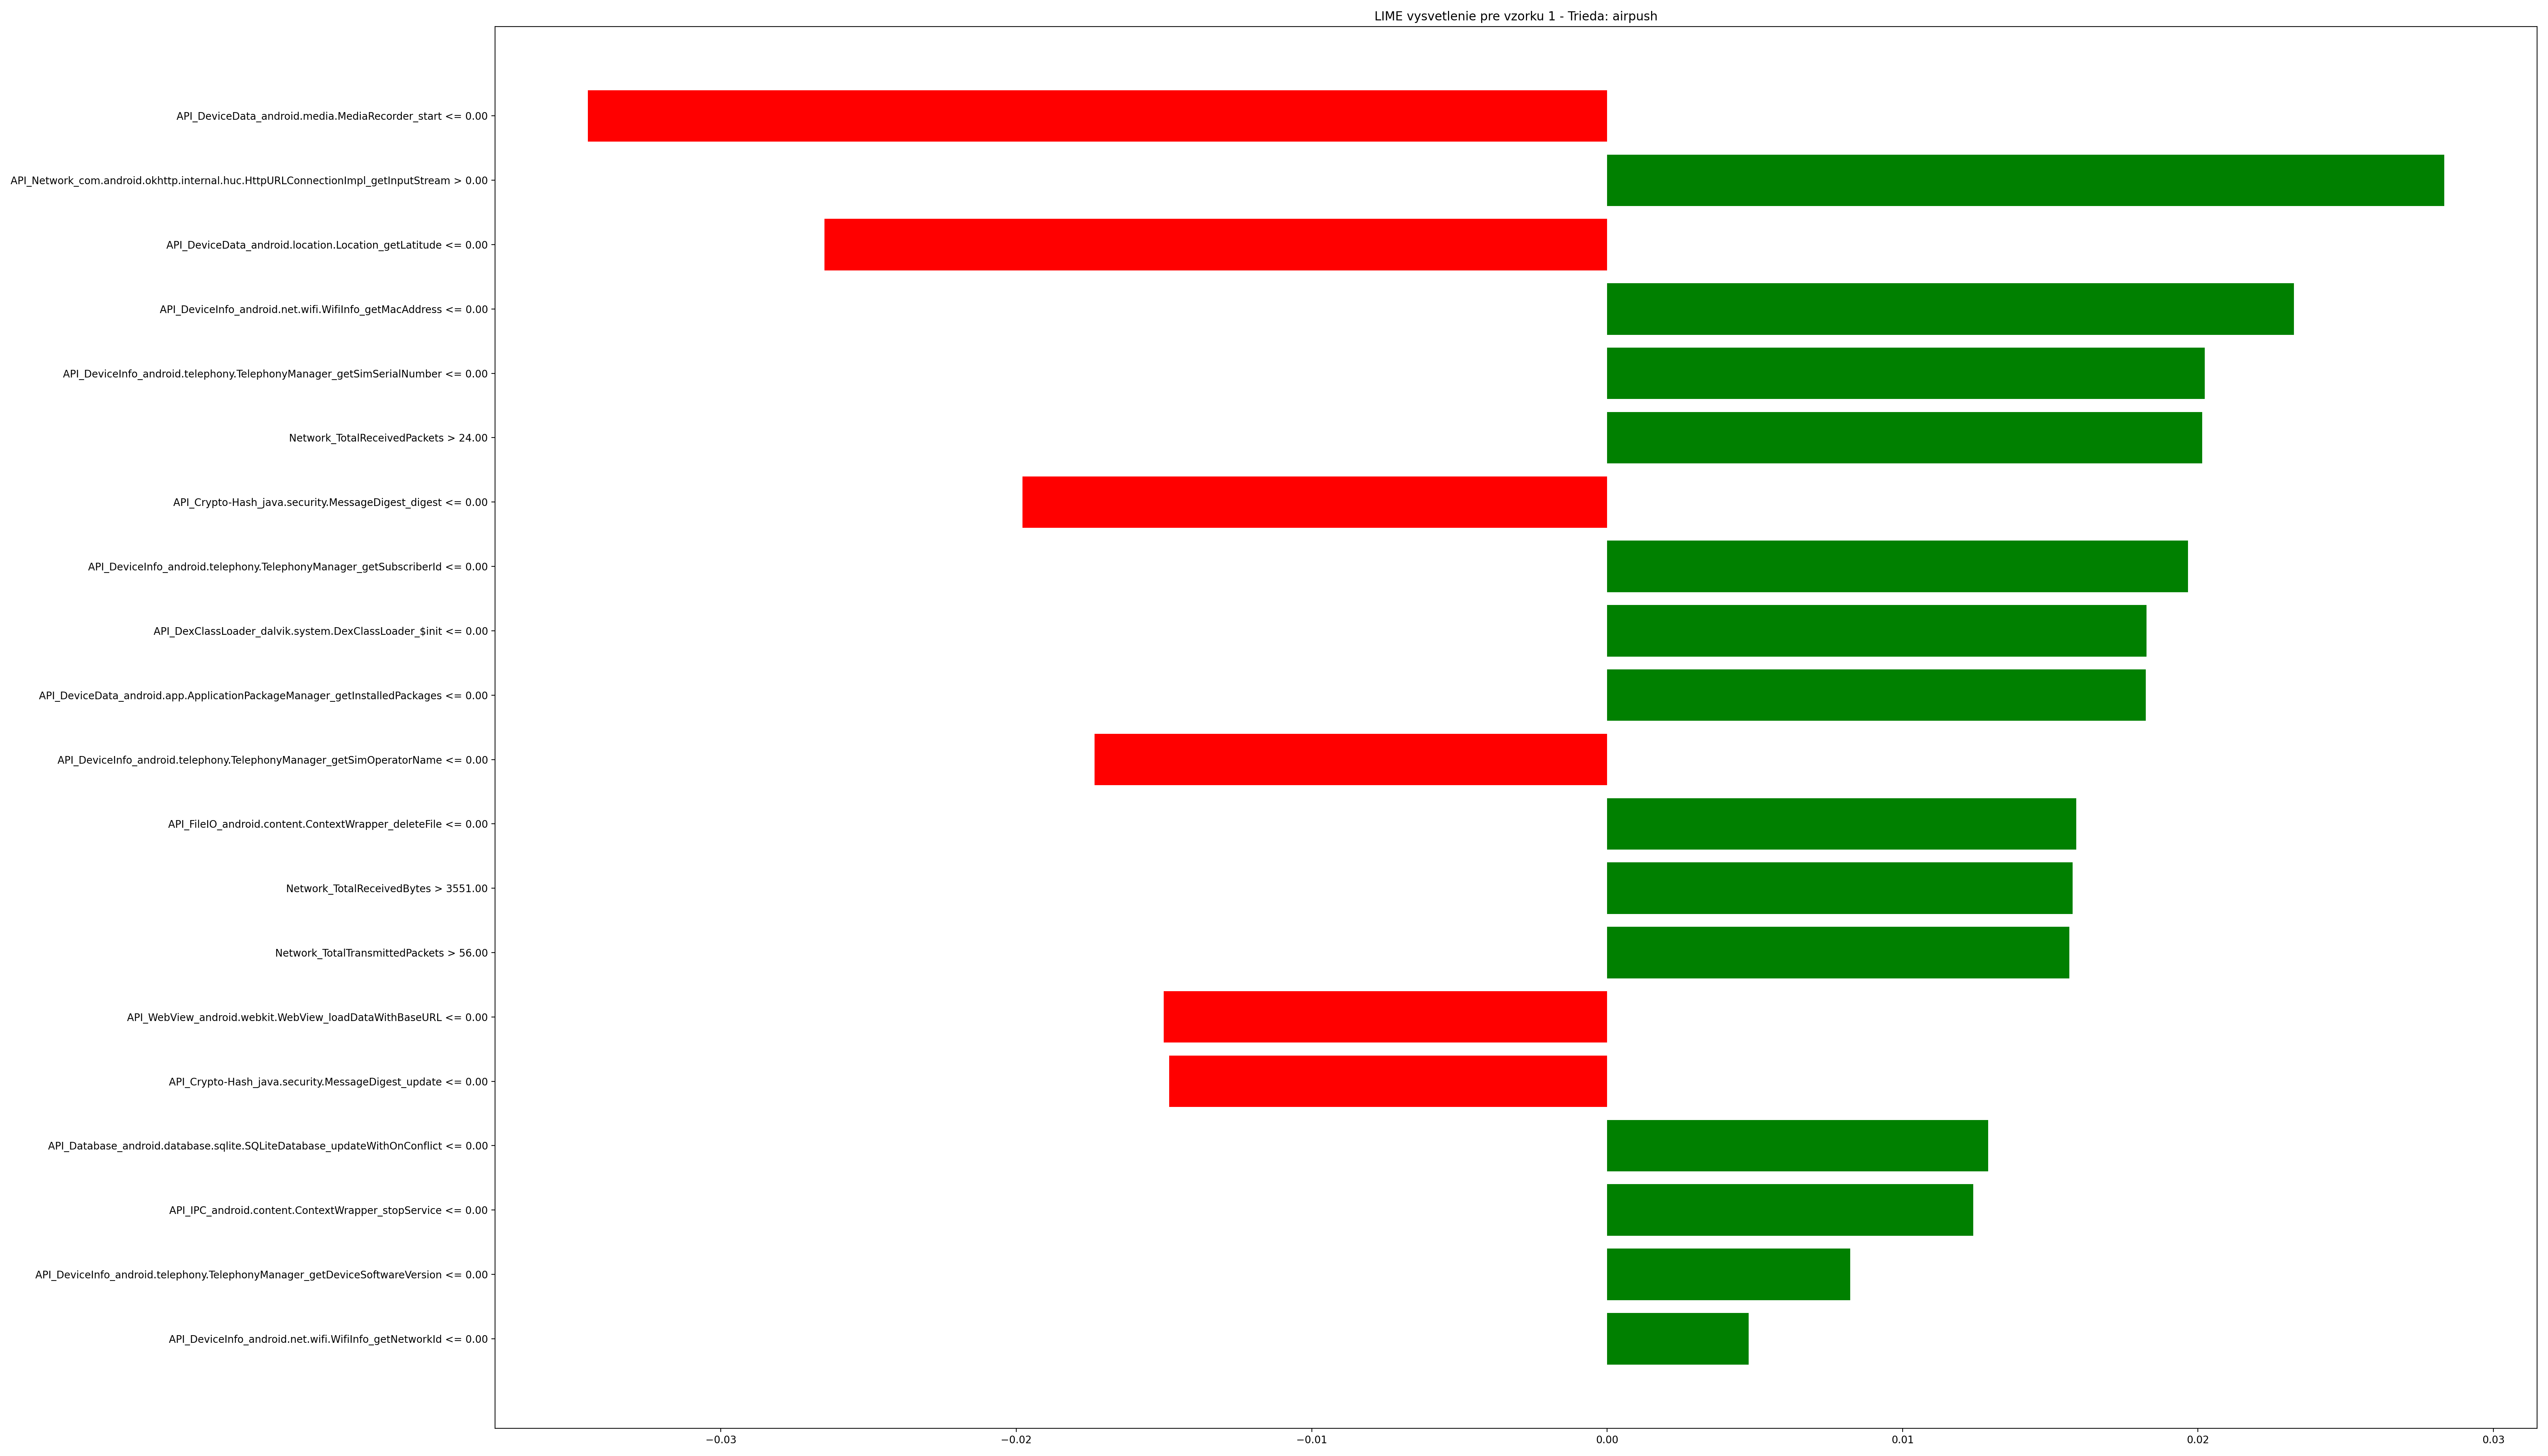 LIME vysvetlenie pre vzorku 1 - Trieda: airpush
API_DeviceData_android.media.MediaRecorder_start <= 0.00
API_Network_com.android.okhttp.internal.huc.HttpURLConnectionImpl_getInputStream > 0.00
API_DeviceData_android.location.Location_getLatitude <= 0.00
API_DeviceInfo_android.net.wifi.WifiInfo_getMacAddress <= 0.00
API_DeviceInfo_android.telephony.TelephonyManager_getSimSerialNumber <= 0.00
Network_TotalReceivedPackets > 24.00
API_Crypto-Hash_java.security.MessageDigest_digest <= 0.00
API_DeviceInfo_android.telephony.TelephonyManager_getSubscriberId <= 0.00
API_DexClassLoader_dalvik.system.DexClassLoader_$init <= 0.00
API_DeviceData_android.app.ApplicationPackageManager_getInstalledPackages <= 0.00
API_DeviceInfo_android.telephony.TelephonyManager_getSimOperatorName <= 0.00
API_FileIO_android.content.ContextWrapper_deleteFile <= 0.00
Network_TotalReceivedBytes > 3551.00
Network_TotalTransmittedPackets > 56.00
API_WebView_android.webkit.WebView_loadDataWithBaseURL <= 0.00
API_Crypto-Hash_java.security.MessageDigest_update <= 0.00
API_Database_android.database.sqlite.SQLiteDatabase_updateWithOnConflict <= 0.00
API_IPC_android.content.ContextWrapper_stopService <= 0.00
API_DeviceInfo_android.telephony.TelephonyManager_getDeviceSoftwareVersion <= 0.00
API_DeviceInfo_android.net.wifi.WifiInfo_getNetworkId <= 0.00
−0.03 −0.02 −0.01 0.00 0.01 0.02 0.03